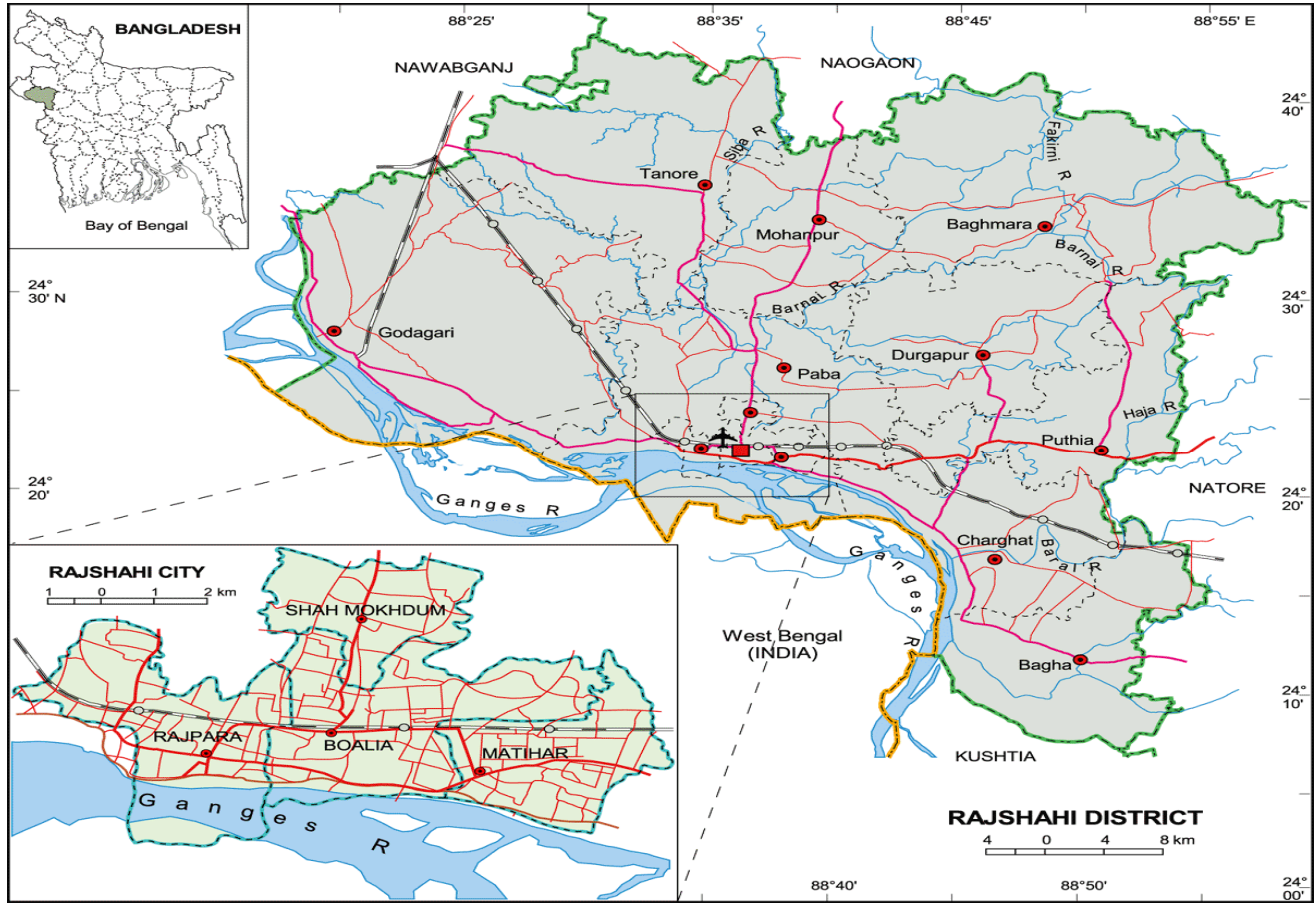 BANGLADESH
Bay of Bengal
88°25'
88°35'
88°45'
88°55' E
NAWABGANJ
NAOGAON
24°
40'
Siba R
Fakirni R
Tanore
Mohanpur
Baghmara
Barnai R
24°
30' N
24°
30'
Barnai R
Godagari
Durgapur
Paba
Haja R
Puthia
24°
20'
24°
20'
NATORE
Ganges R
Charghat
Baral R
Ganges R
West Bengal
(INDIA)
Bagha
24°
10'
KUSHTIA
RAJSHAHI CITY
1 0 1 2 km
SHAH MOKHDUM
RAJPARA
BOALIA
MATIHAR
Ganges R
RAJSHAHI DISTRICT
4 0 4 8 km
88°40'
88°50'
24°
00'